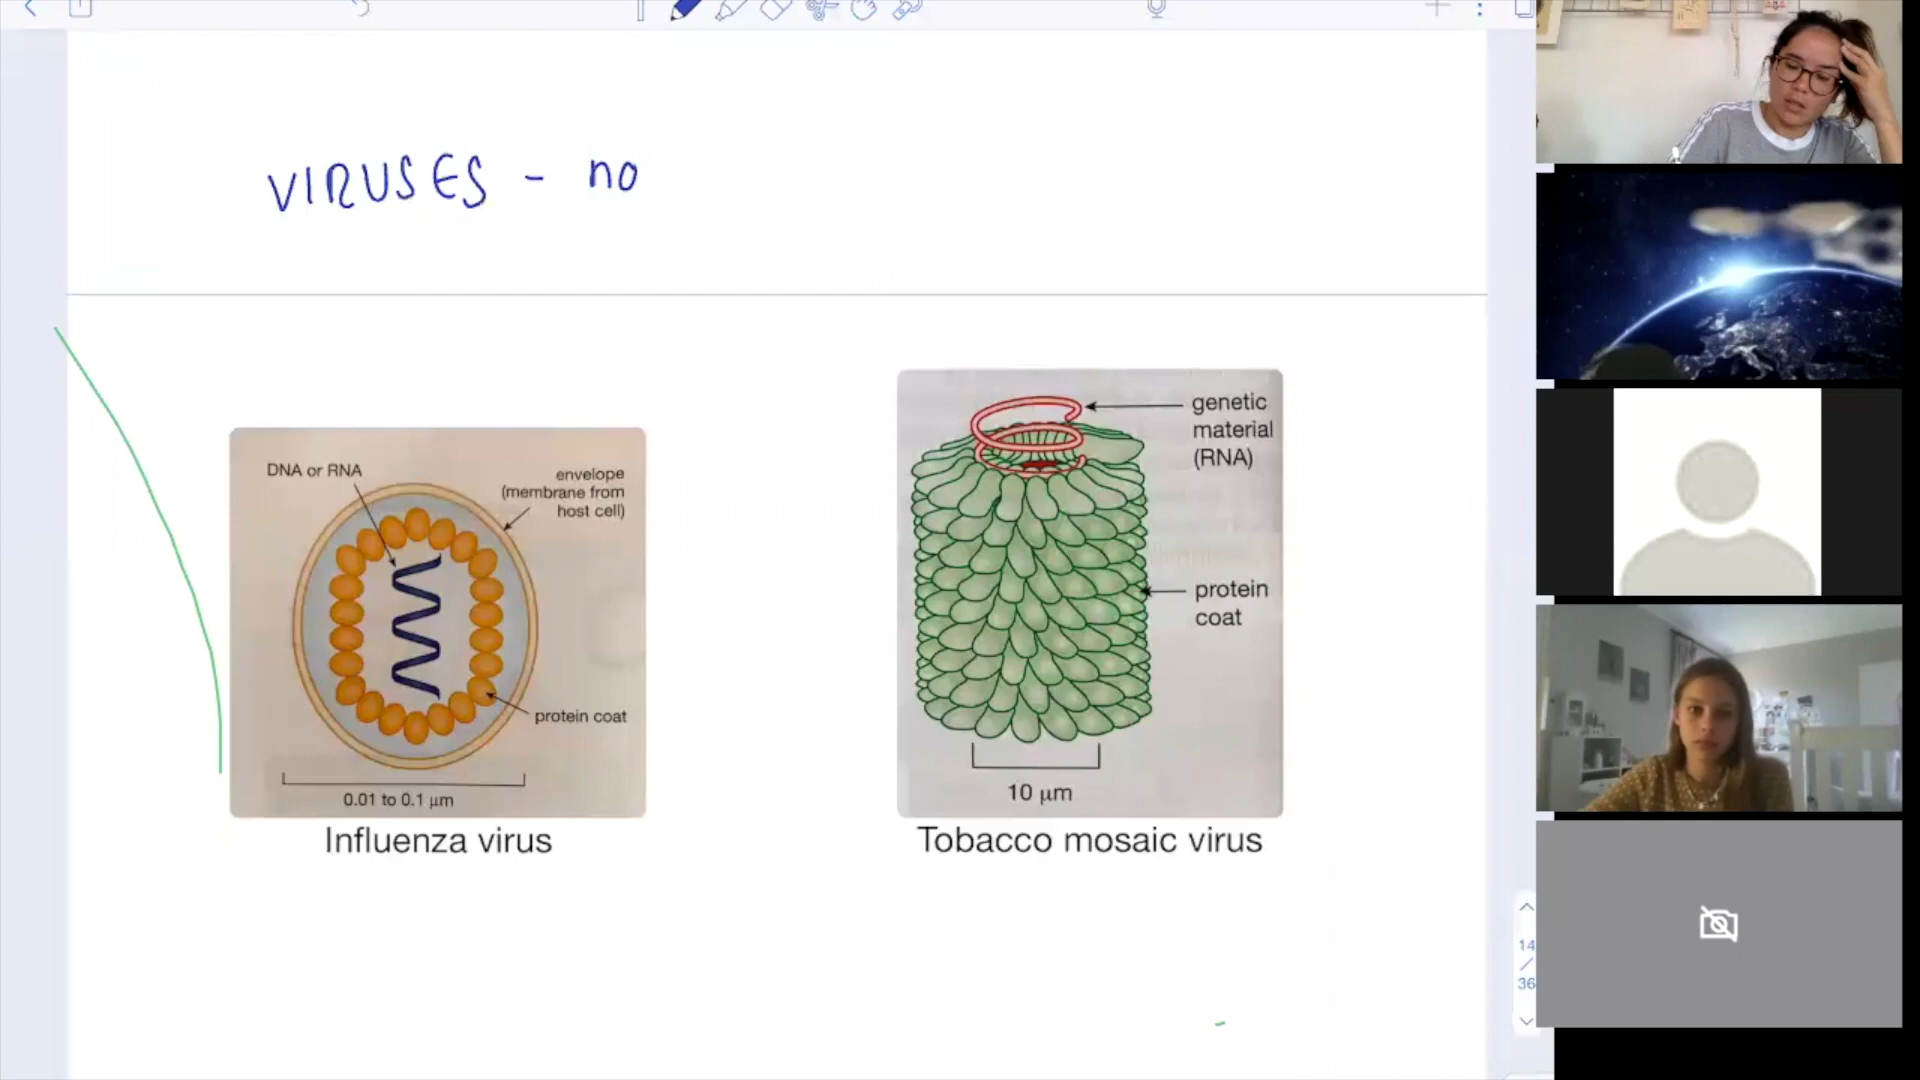 VIRUSES - no
DNA or RNA
envelope
(membrane from
host cell)
protein coat
0.01 to 0.1 μm
Influenza virus
genetic
material
(RNA)
protein
coat
10 μm
Tobacco mosaic virus
14
/
36